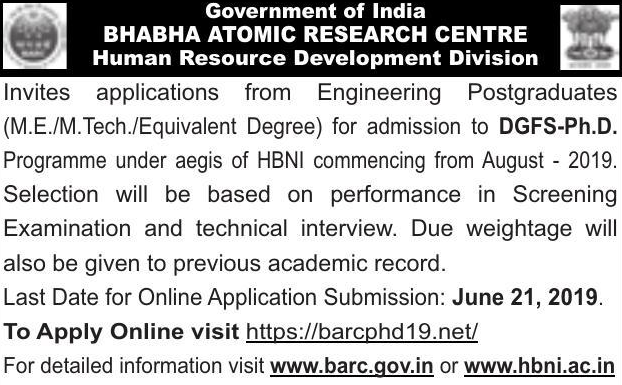 Government of India
BHABHA ATOMIC RESEARCH CENTRE
Human Resource Development Division
Invites applications from Engineering Postgraduates
(M.E./M.Tech./Equivalent Degree) for admission to DGFS-Ph.D.
Programme under aegis of HBNI commencing from August - 2019.
Selection will be based on performance in Screening
Examination and technical interview. Due weightage will
also be given to previous academic record.
Last Date for Online Application Submission: June 21, 2019.
To Apply Online visit https://barcphd19.net/
For detailed information visit www.barc.gov.in or www.hbni.ac.in